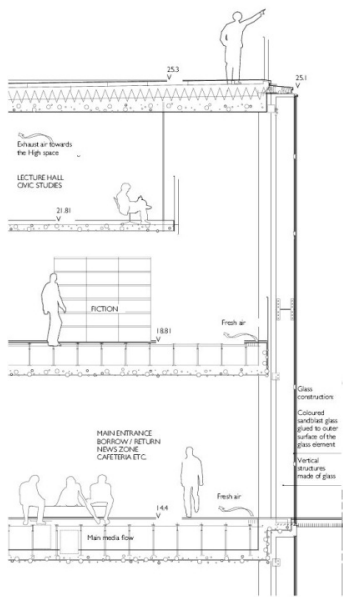 25.3
V
25.1
V
Exhaust air towards
the High space
LECTURE HALL
CIVIC STUDIES
21.81
V
FICTION
Fresh air
18.81
V
Glass
construction
Coloured
sandblast glass
glued to outer
surface of the
glass element
Vertical
structures
made of glass
MAIN ENTRANCE
BORROW / RETURN
NEWS ZONE
CAFETERIA ETC.
Fresh air
14.4
V
Main media flow